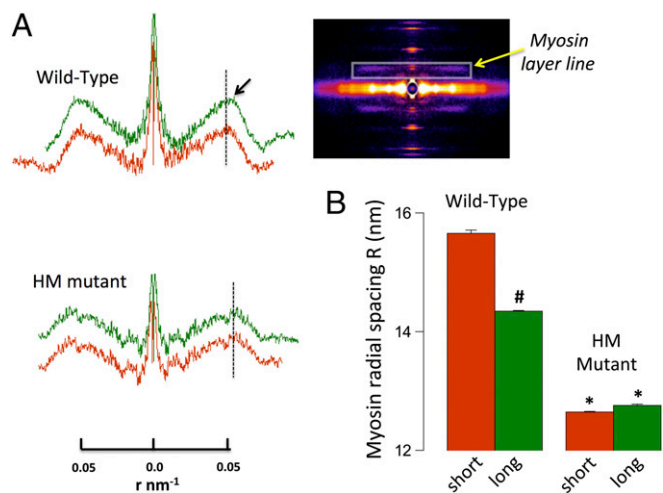 A
Wild-Type
HM mutant
0.05 0.0 0.05
r nm-1
Myosin
layer line
B
Wild-Type
Myosin radial spacing R (nm)
16
14
12
#
HM
Mutant
* *
short long short long